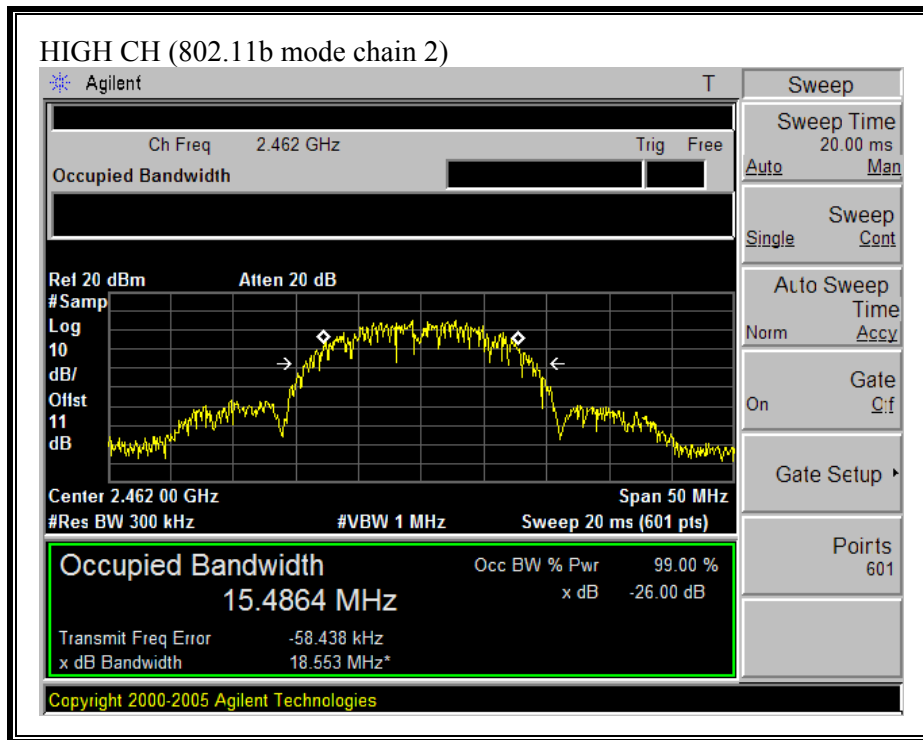 HIGH CH (802.11b mode chain 2)
Agilent T
Ch Freq 2.462 GHz Trig Free
Occupied Bandwidth
Ref 20 dBm Atten 20 dB
#Samp
Log
10
dB/
Offst
11
dB
Center 2.462 00 GHz Span 50 MHz
#Res BW 300 kHz #VBW 1 MHz Sweep 20 ms (601 pts)
Occupied Bandwidth
15.4864 MHz
Occ BW % Pwr 99.00 %
x dB -26.00 dB
Transmit Freq Error -58.438 kHz
x dB Bandwidth 18.553 MHz*
Copyright 2000-2005 Agilent Technologies
Sweep
Sweep Time
20.00 ms
Auto Man
Sweep
Single Cont
Auto Sweep
Time
Norm Accy
Gate
On Off
Gate Setup
Points
601